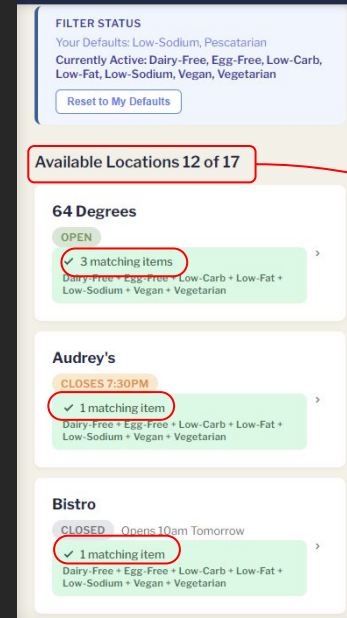 FILTER STATUS
Your Defaults: Low-Sodium, Pescatarian
Currently Active: Dairy-Free, Egg-Free, Low-Carb,
Low-Fat, Low-Sodium, Vegan, Vegetarian
Reset to My Defaults
Available Locations 12 of 17
64 Degrees
OPEN
✓ 3 matching items
Dairy-Free + Egg-Free + Low-Carb + Low-Fat +
Low-Sodium + Vegan + Vegetarian
Audrey's
CLOSES 7:30PM
✓ 1 matching item
Dairy-Free + Egg-Free + Low-Carb + Low-Fat +
Low-Sodium + Vegan + Vegetarian
Bistro
CLOSED Opens 10am Tomorrow
✓ 1 matching item
Dairy-Free + Egg-Free + Low-Carb + Low-Fat +
Low-Sodium + Vegan + Vegetarian